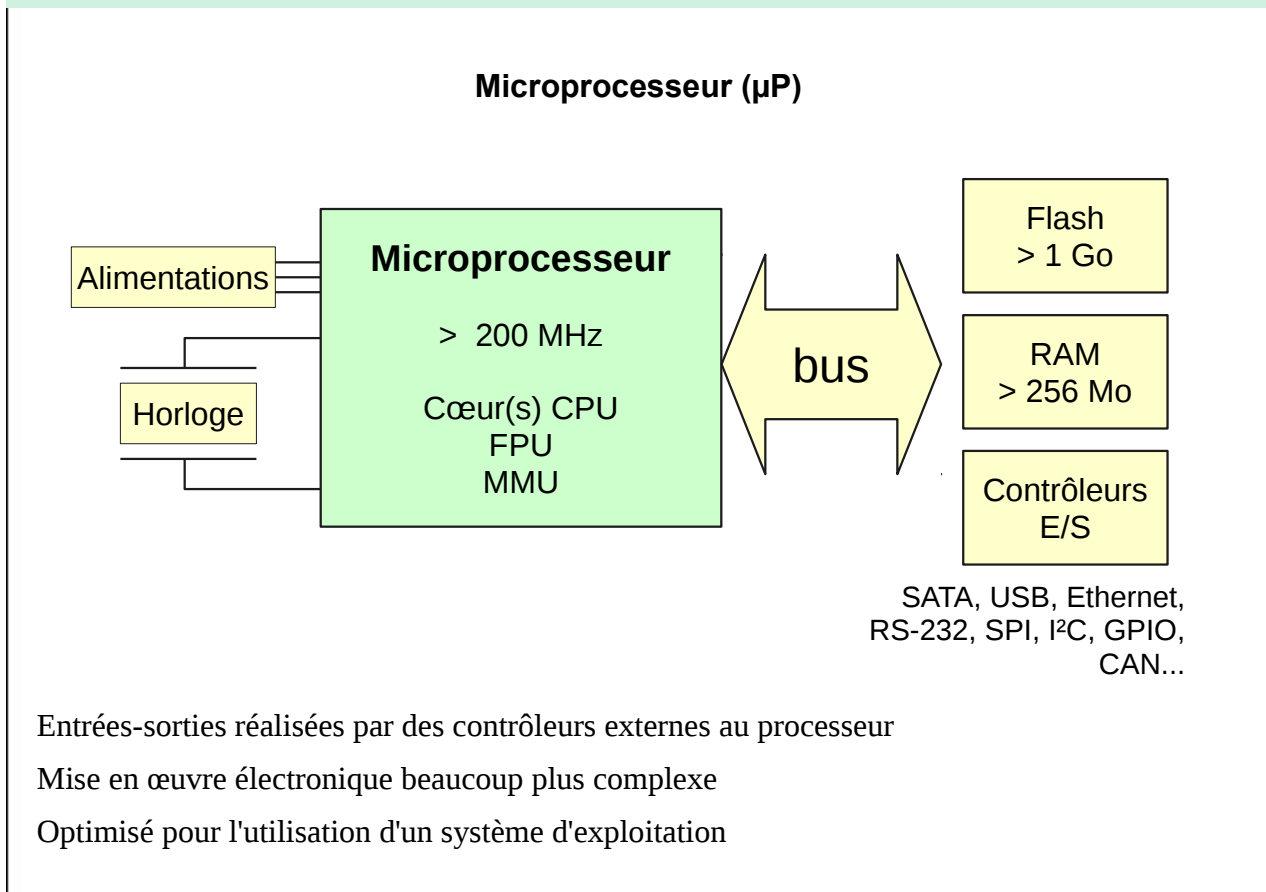 Microprocesseur (µP)
Alimentations
Horloge
Microprocesseur
> 200 MHz
Cœur(s) CPU
FPU
MMU
bus
Flash
> 1 Go
RAM
> 256 Mo
Contrôleurs
E/S
SATA, USB, Ethernet,
RS-232, SPI, I²C, GPIO,
CAN...
Entrées-sorties réalisées par des contrôleurs externes au processeur
Mise en œuvre électronique beaucoup plus complexe
Optimisé pour l'utilisation d'un système d'exploitation